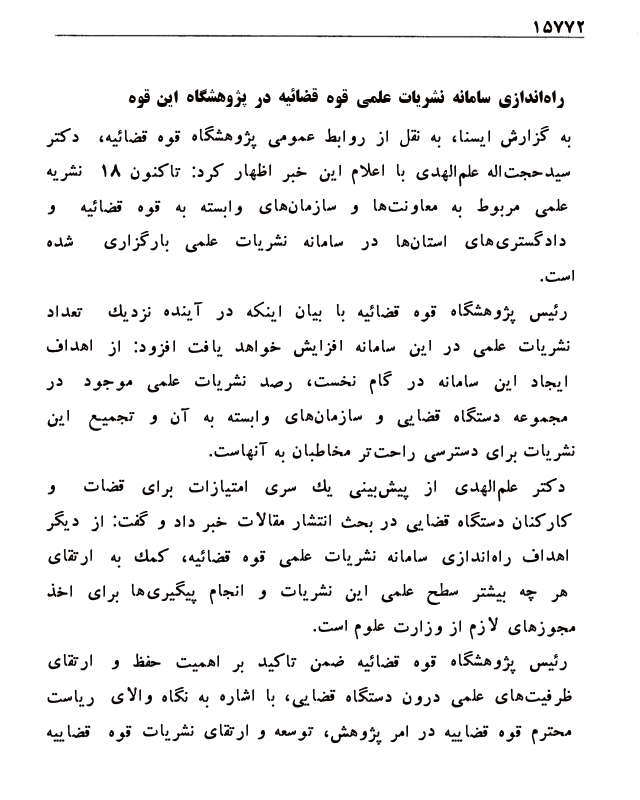 ۱۵۷۷۲
راه‌اندازی سامانه نشریات علمی قوه قضائیه در پژوهشگاه این قوه
به گزارش ایسنا، به نقل از روابط عمومی پژوهشگاه قوه قضائیه، دکتر
سیدحجت‌اله علم‌الهدی با اعلام این خبر اظهار کرد: تاکنون ۱۸ نشریه
علمی مربوط به معاونت‌ها و سازمان‌های وابسته به قوه قضائیه و
دادگستری‌های استان‌ها در سامانه نشریات علمی بارگزاری شده
است.
رئیس پژوهشگاه قوه قضائیه با بیان اینکه در آینده نزدیك تعداد
نشریات علمی در این سامانه افزایش خواهد یافت افزود: از اهداف
ایجاد این سامانه در گام نخست، رصد نشریات علمی موجود در
مجموعه دستگاه قضایی و سازمان‌های وابسته به آن و تجمیع این
نشریات برای دسترسی راحت‌تر مخاطبان به آنهاست.
دکتر علم‌الهدی از پیش‌بینی یك سری امتیازات برای قضات و
کارکنان دستگاه قضایی در بحث انتشار مقالات خبر داد و گفت: از دیگر
اهداف راه‌اندازی سامانه نشریات علمی قوه قضائیه، کمك به ارتقای
هر چه بیشتر سطح علمی این نشریات و انجام پیگیری‌ها برای اخذ
مجوزهای لازم از وزارت علوم است.
رئیس پژوهشگاه قوه قضائیه ضمن تاکید بر اهمیت حفظ و ارتقای
ظرفیت‌های علمی درون دستگاه قضایی، با اشاره به نگاه والای ریاست
محترم قوه قضاییه در امر پژوهش، توسعه و ارتقای نشریات قوه قضاییه